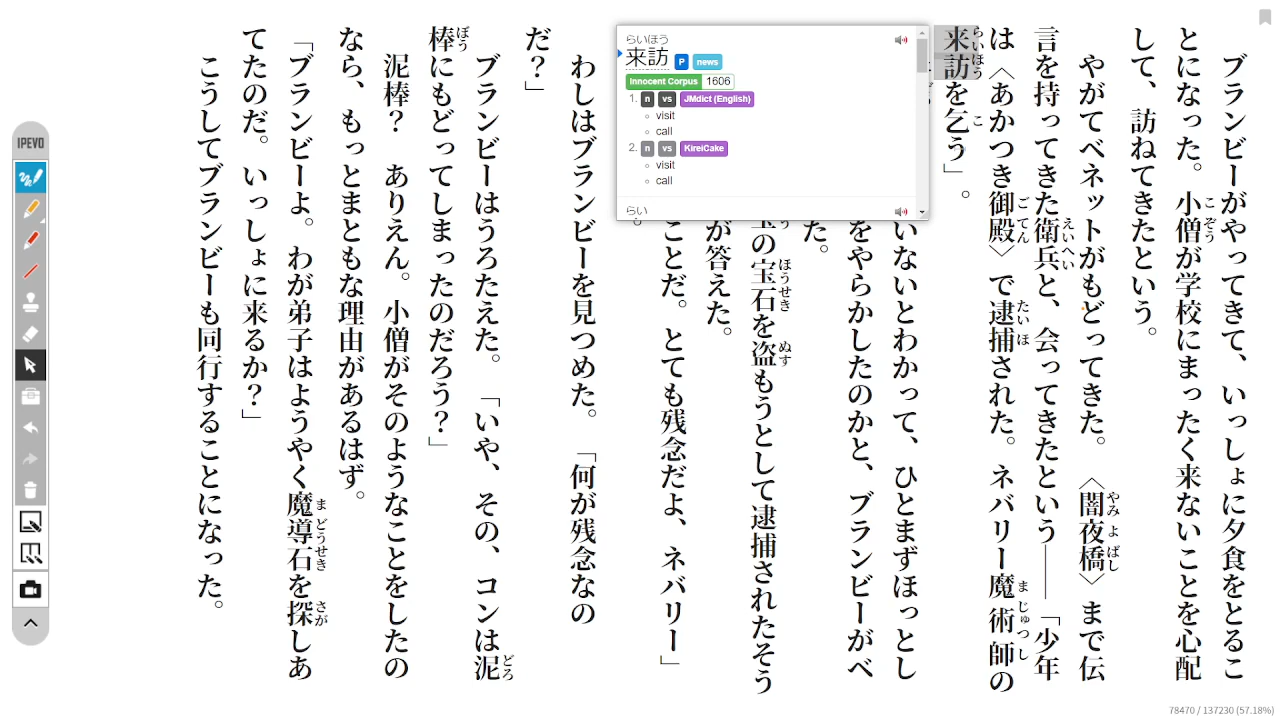 ブランビーがやってきて、いっしょに夕食をとるこ
とになった。小僧が学校にまったく来ないことを心配
して、訪ねてきたという。
やがてベネットがもどってきた。〈闇夜橋〉まで伝
言を持ってきた衛兵と、会ってきたという――「少年
は〈あかつき御殿〉で逮捕された。ネバリー魔術師の
来訪を乞う」。
いないとわかって、ひとまずほっとし
をやらかしたのかと、ブランビーがベ
た。
の宝石を盗もうとして逮捕されたそう
が答えた。
ことだ。とても残念だよ、ネバリー」
わしはブランビーを見つめた。「何が残念なの
だ？」
ブランビーはうろたえた。「いや、その、コンは泥
棒にもどってしまったのだろう？」
泥棒？　ありえん。小僧がそのようなことをしたの
なら、もっとまともな理由があるはず。
「ブランビーよ。わが弟子はようやく魔導石を探しあ
てたのだ。いっしょに来るか？」
こうしてブランビーも同行することになった。
らいほう
来訪 P news
Innocent Corpus 1606
1. n vs JMdict (English)
visit
call
2. n vs KireiCake
visit
call
らい
IPEVO
78470 / 137230 (57.18%)